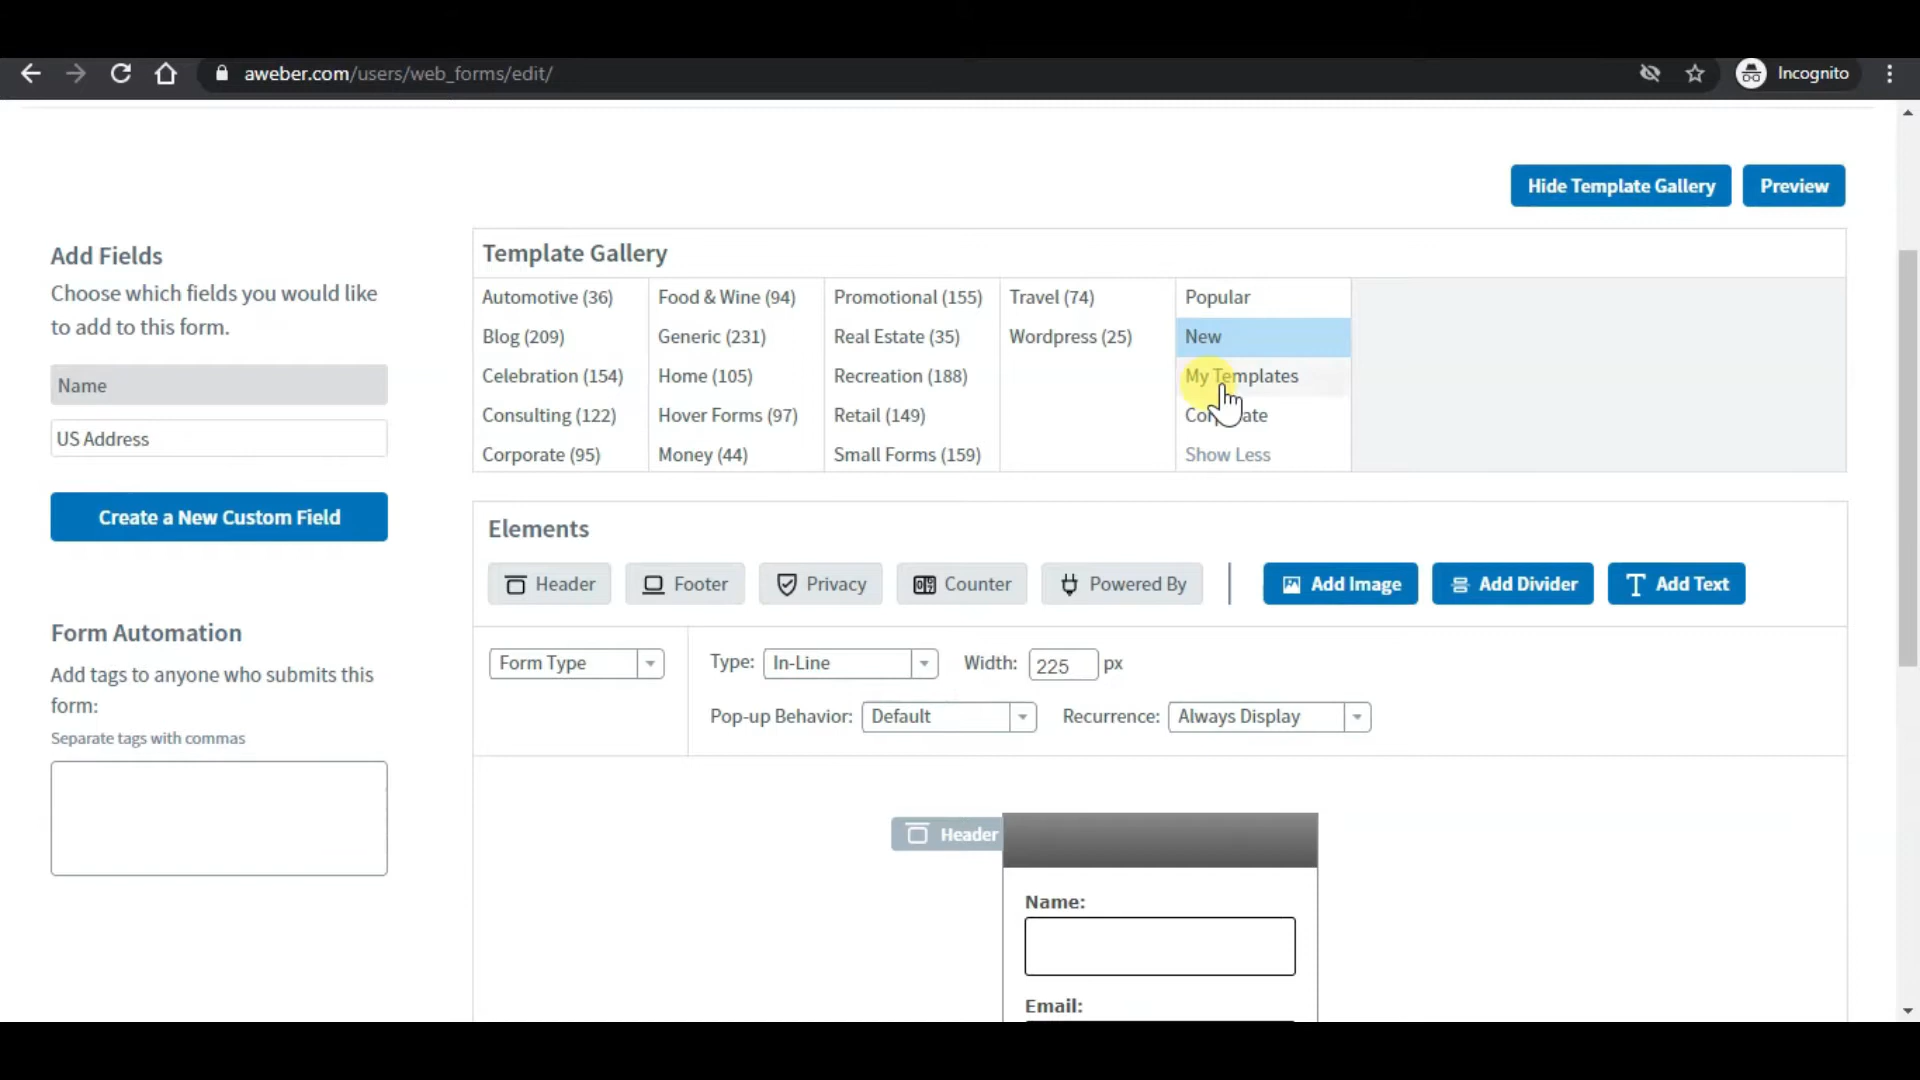 aweber.com/users/web_forms/edit/
Incognito
Hide Template Gallery
Preview
Add Fields
Choose which fields you would like
to add to this form.
Name
US Address
Create a New Custom Field
Form Automation
Add tags to anyone who submits this
form:
Separate tags with commas
Template Gallery
Automotive (36)
Blog (209)
Celebration (154)
Consulting (122)
Corporate (95)
Food & Wine (94)
Generic (231)
Home (105)
Hover Forms (97)
Money (44)
Promotional (155)
Real Estate (35)
Recreation (188)
Retail (149)
Small Forms (159)
Travel (74)
Wordpress (25)
Popular
New
My Templates
Corporate
Show Less
Elements
Header
Footer
Privacy
Counter
Powered By
Add Image
Add Divider
Add Text
Form Type
Type: In-Line Width: 225 px
Pop-up Behavior: Default Recurrence: Always Display
Header
Name:
Email: